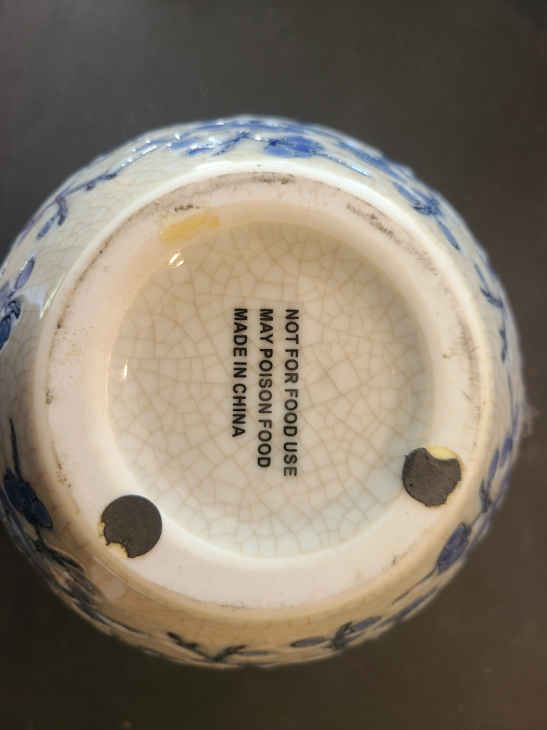 NOT FOR FOOD USE
MAY POISON FOOD
MADE IN CHINA